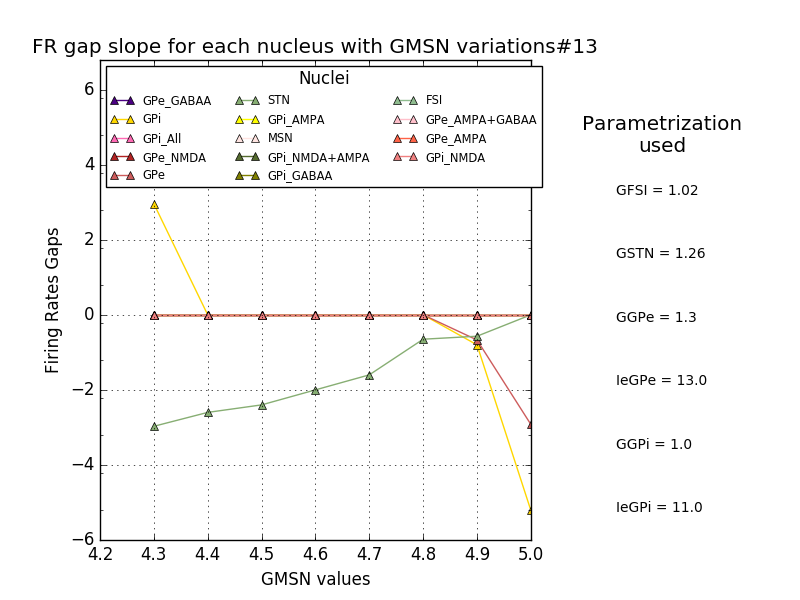 FR gap slope for each nucleus with GMSN variations#13
Nuclei
GPe_GABAA STN FSI
GPi GPi_AMPA GPe_AMPA+GABAA
GPi_All MSN GPe_AMPA
GPe_NMDA GPi_NMDA+AMPA GPi_NMDA
GPe GPi_GABAA
6
4
2
0
−2
−4
−6
Firing Rates Gaps
4.2 4.3 4.4 4.5 4.6 4.7 4.8 4.9 5.0
GMSN values
Parametrization
used
GFSI = 1.02
GSTN = 1.26
GGPe = 1.3
IeGPe = 13.0
GGPi = 1.0
IeGPi = 11.0